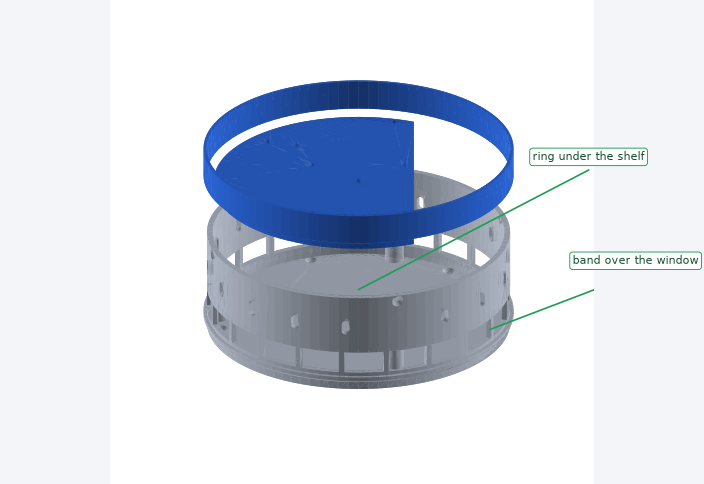 ring under the shelf
band over the window